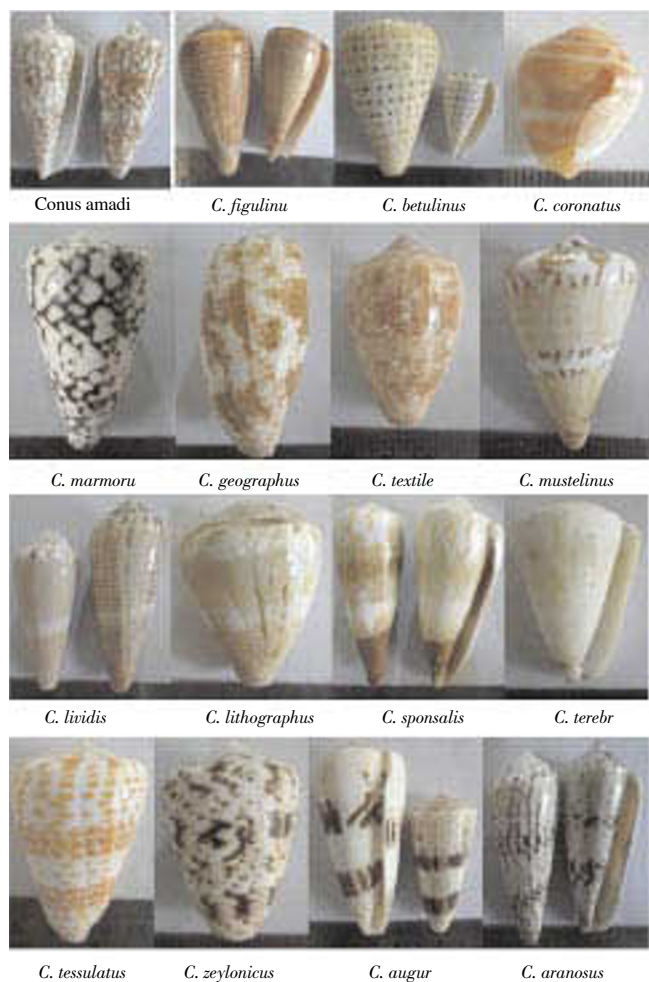 Conus amadi C. figulinu C. betulinus C. coronatus
C. marmoru C. geographus C. textile C. mustelinus
C. lividis C. lithographus C. sponsalis C. terebr
C. tessulatus C. zeylonicus C. augur C. aranosus